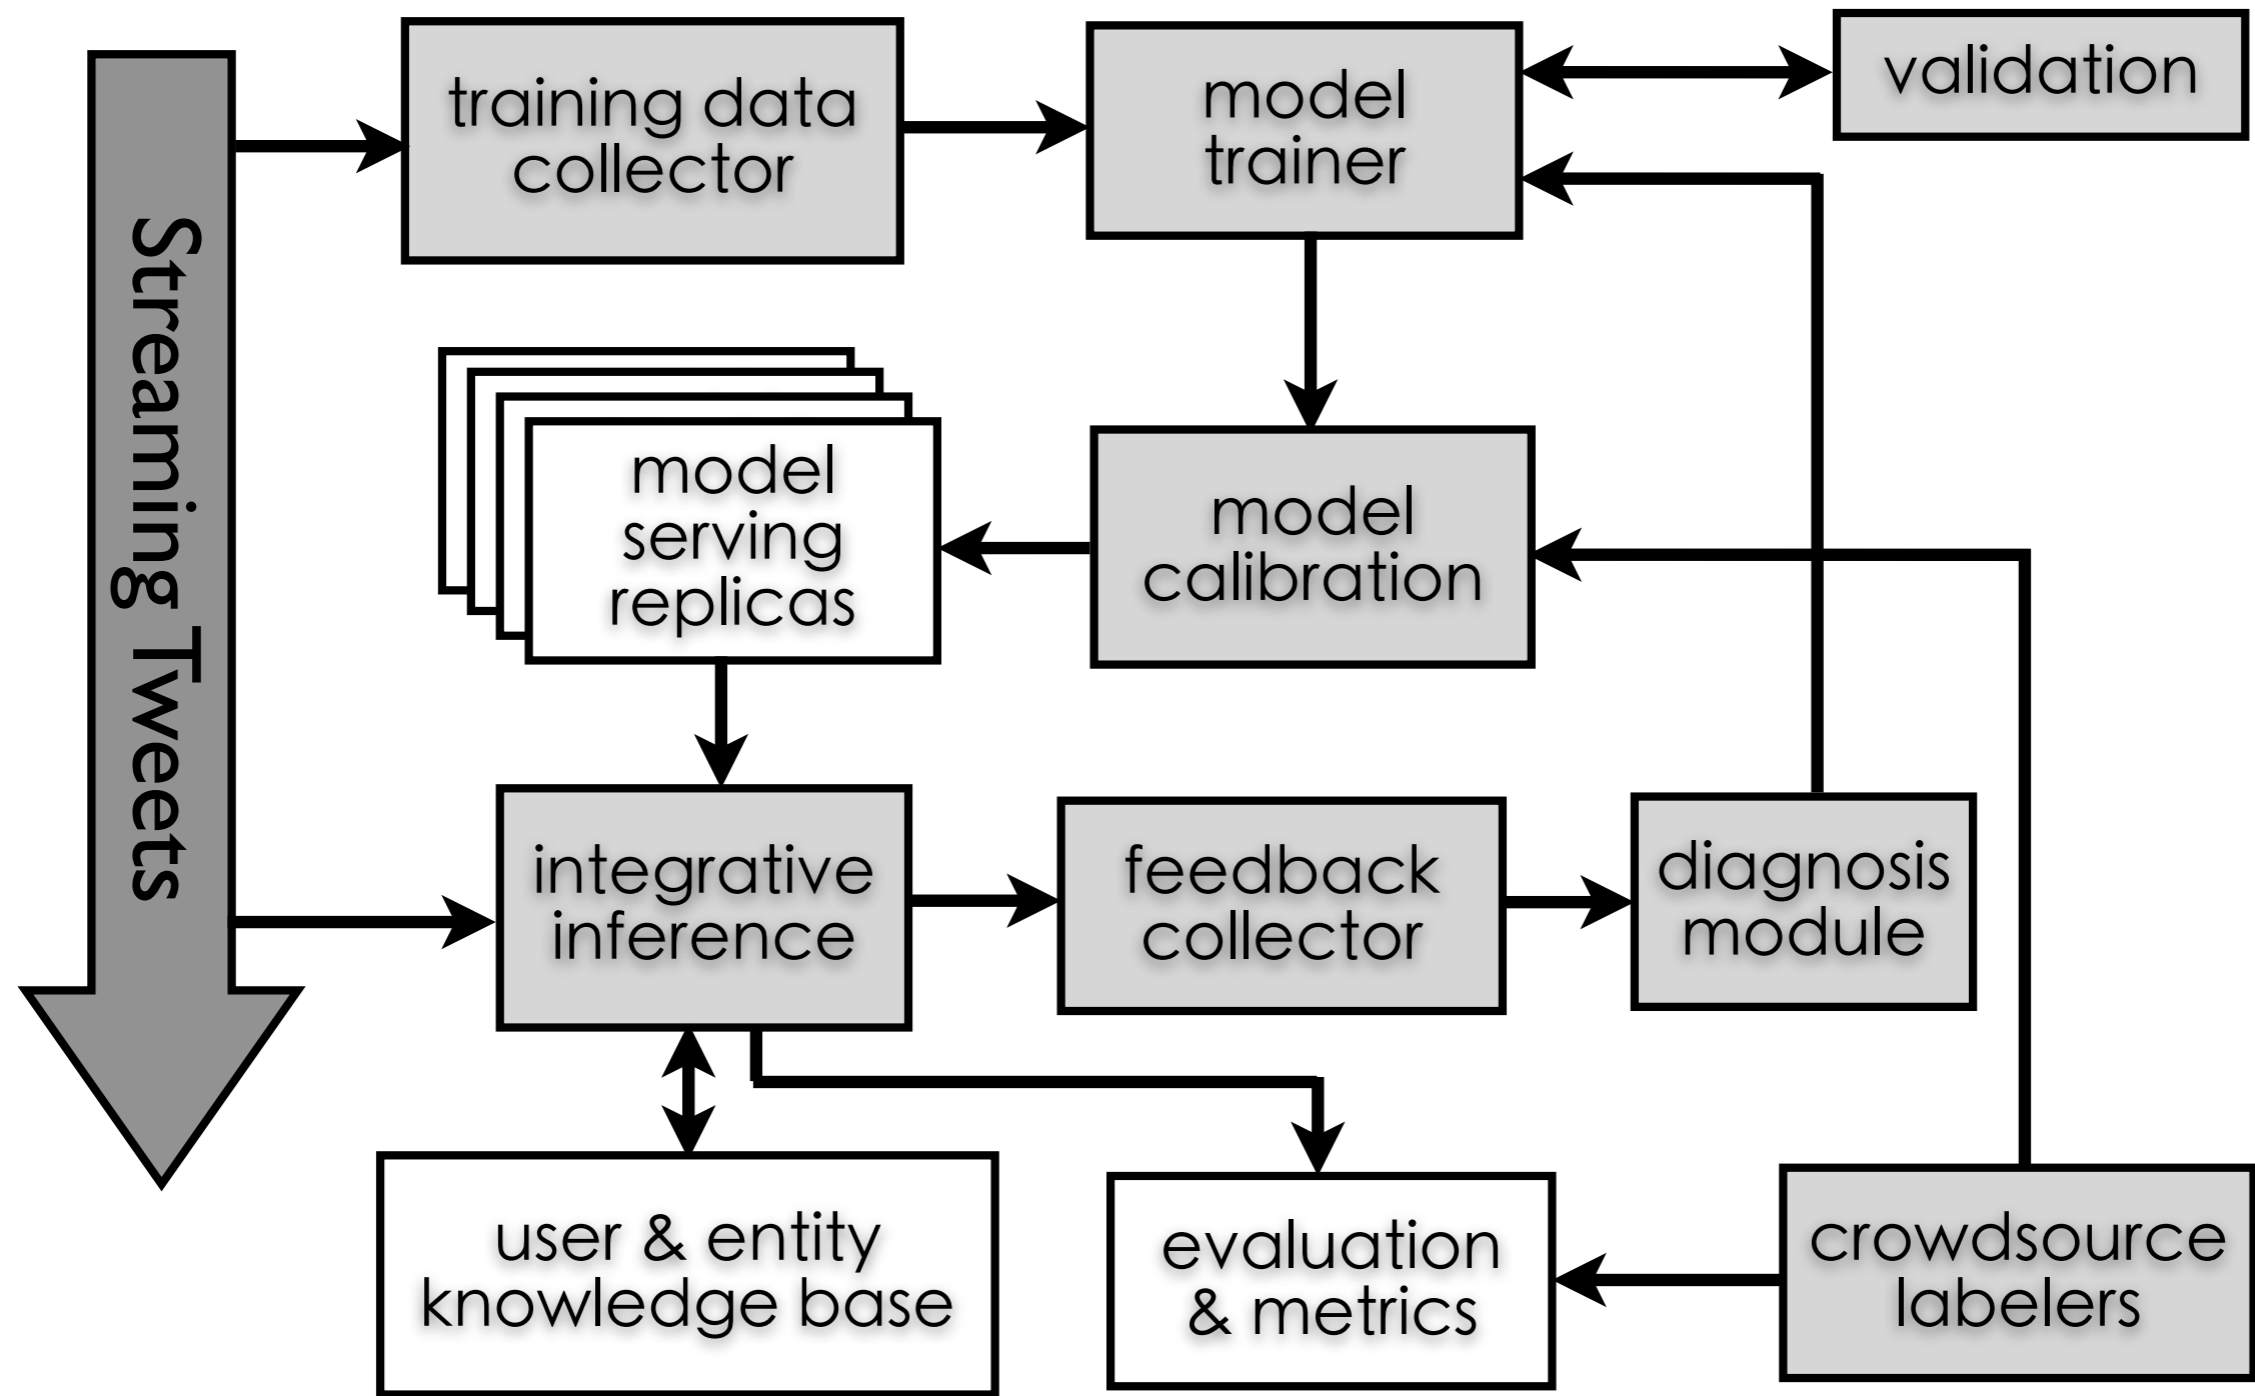 Streaming Tweets
training data
collector
model
trainer
validation
model
serving
replicas
model
calibration
integrative
inference
feedback
collector
diagnosis
module
user & entity
knowledge base
evaluation
& metrics
crowdsource
labelers